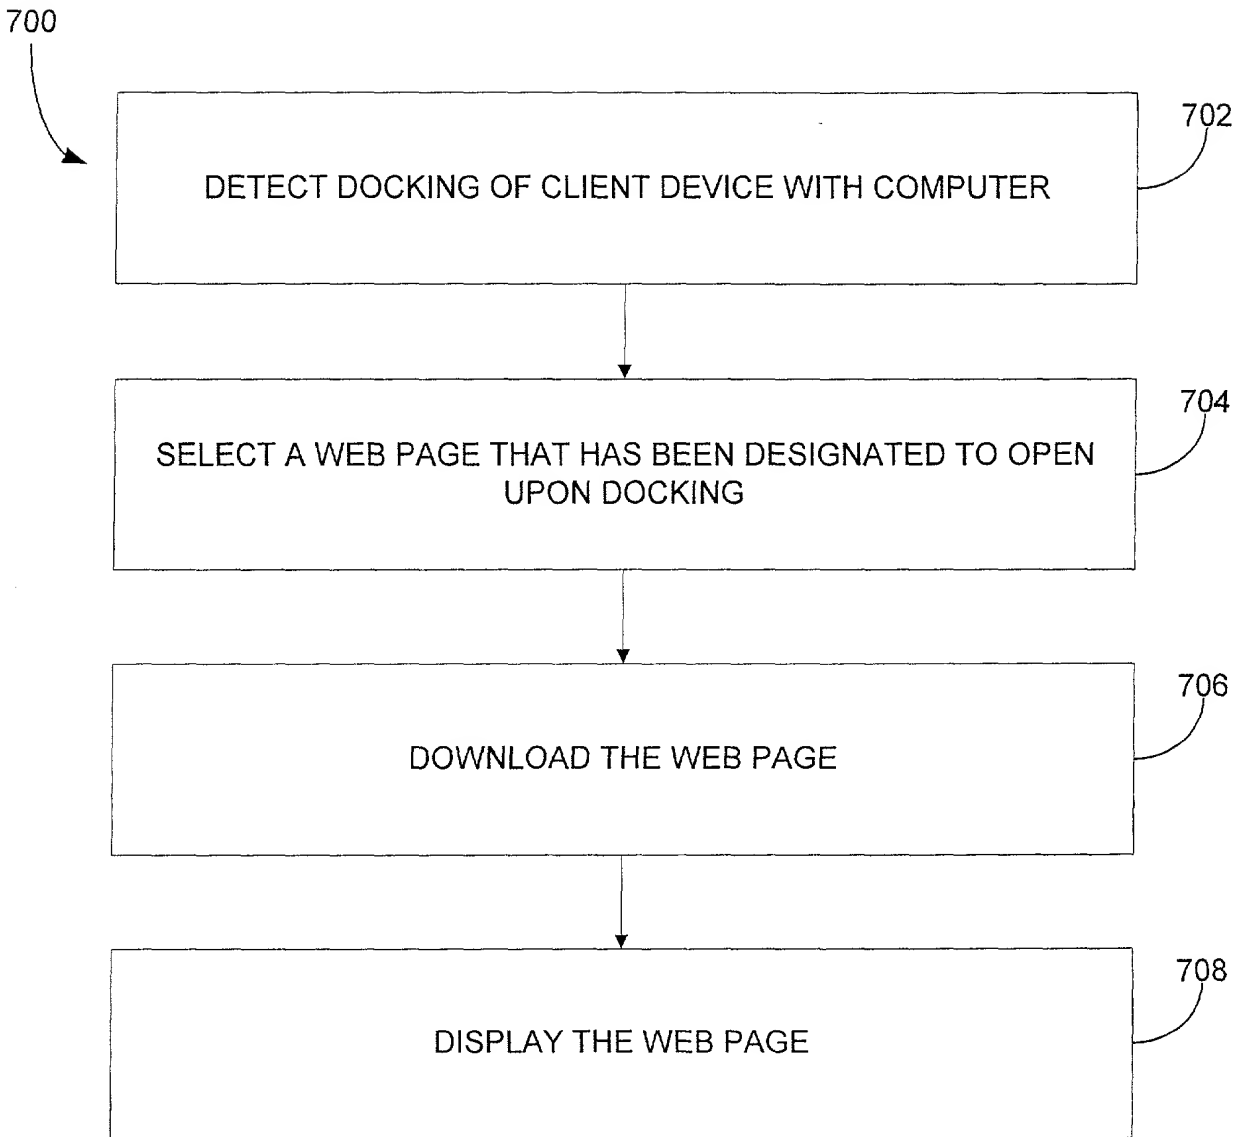 700
702
DETECT DOCKING OF CLIENT DEVICE WITH COMPUTER
704
SELECT A WEB PAGE THAT HAS BEEN DESIGNATED TO OPEN
UPON DOCKING
706
DOWNLOAD THE WEB PAGE
708
DISPLAY THE WEB PAGE